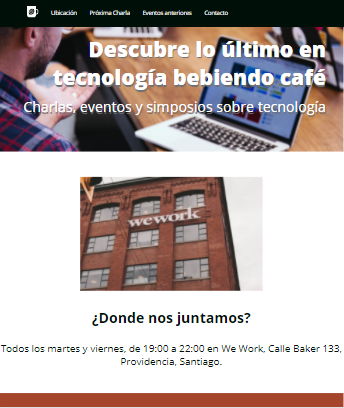 Ubicación Próxima Charla Eventos anteriores Contacto
Descubre lo último en
tecnología bebiendo café
Charlas, eventos y simposios sobre tecnología
wework
¿Donde nos juntamos?
Todos los martes y viernes, de 19:00 a 22:00 en We Work, Calle Baker 133,
Providencia, Santiago.